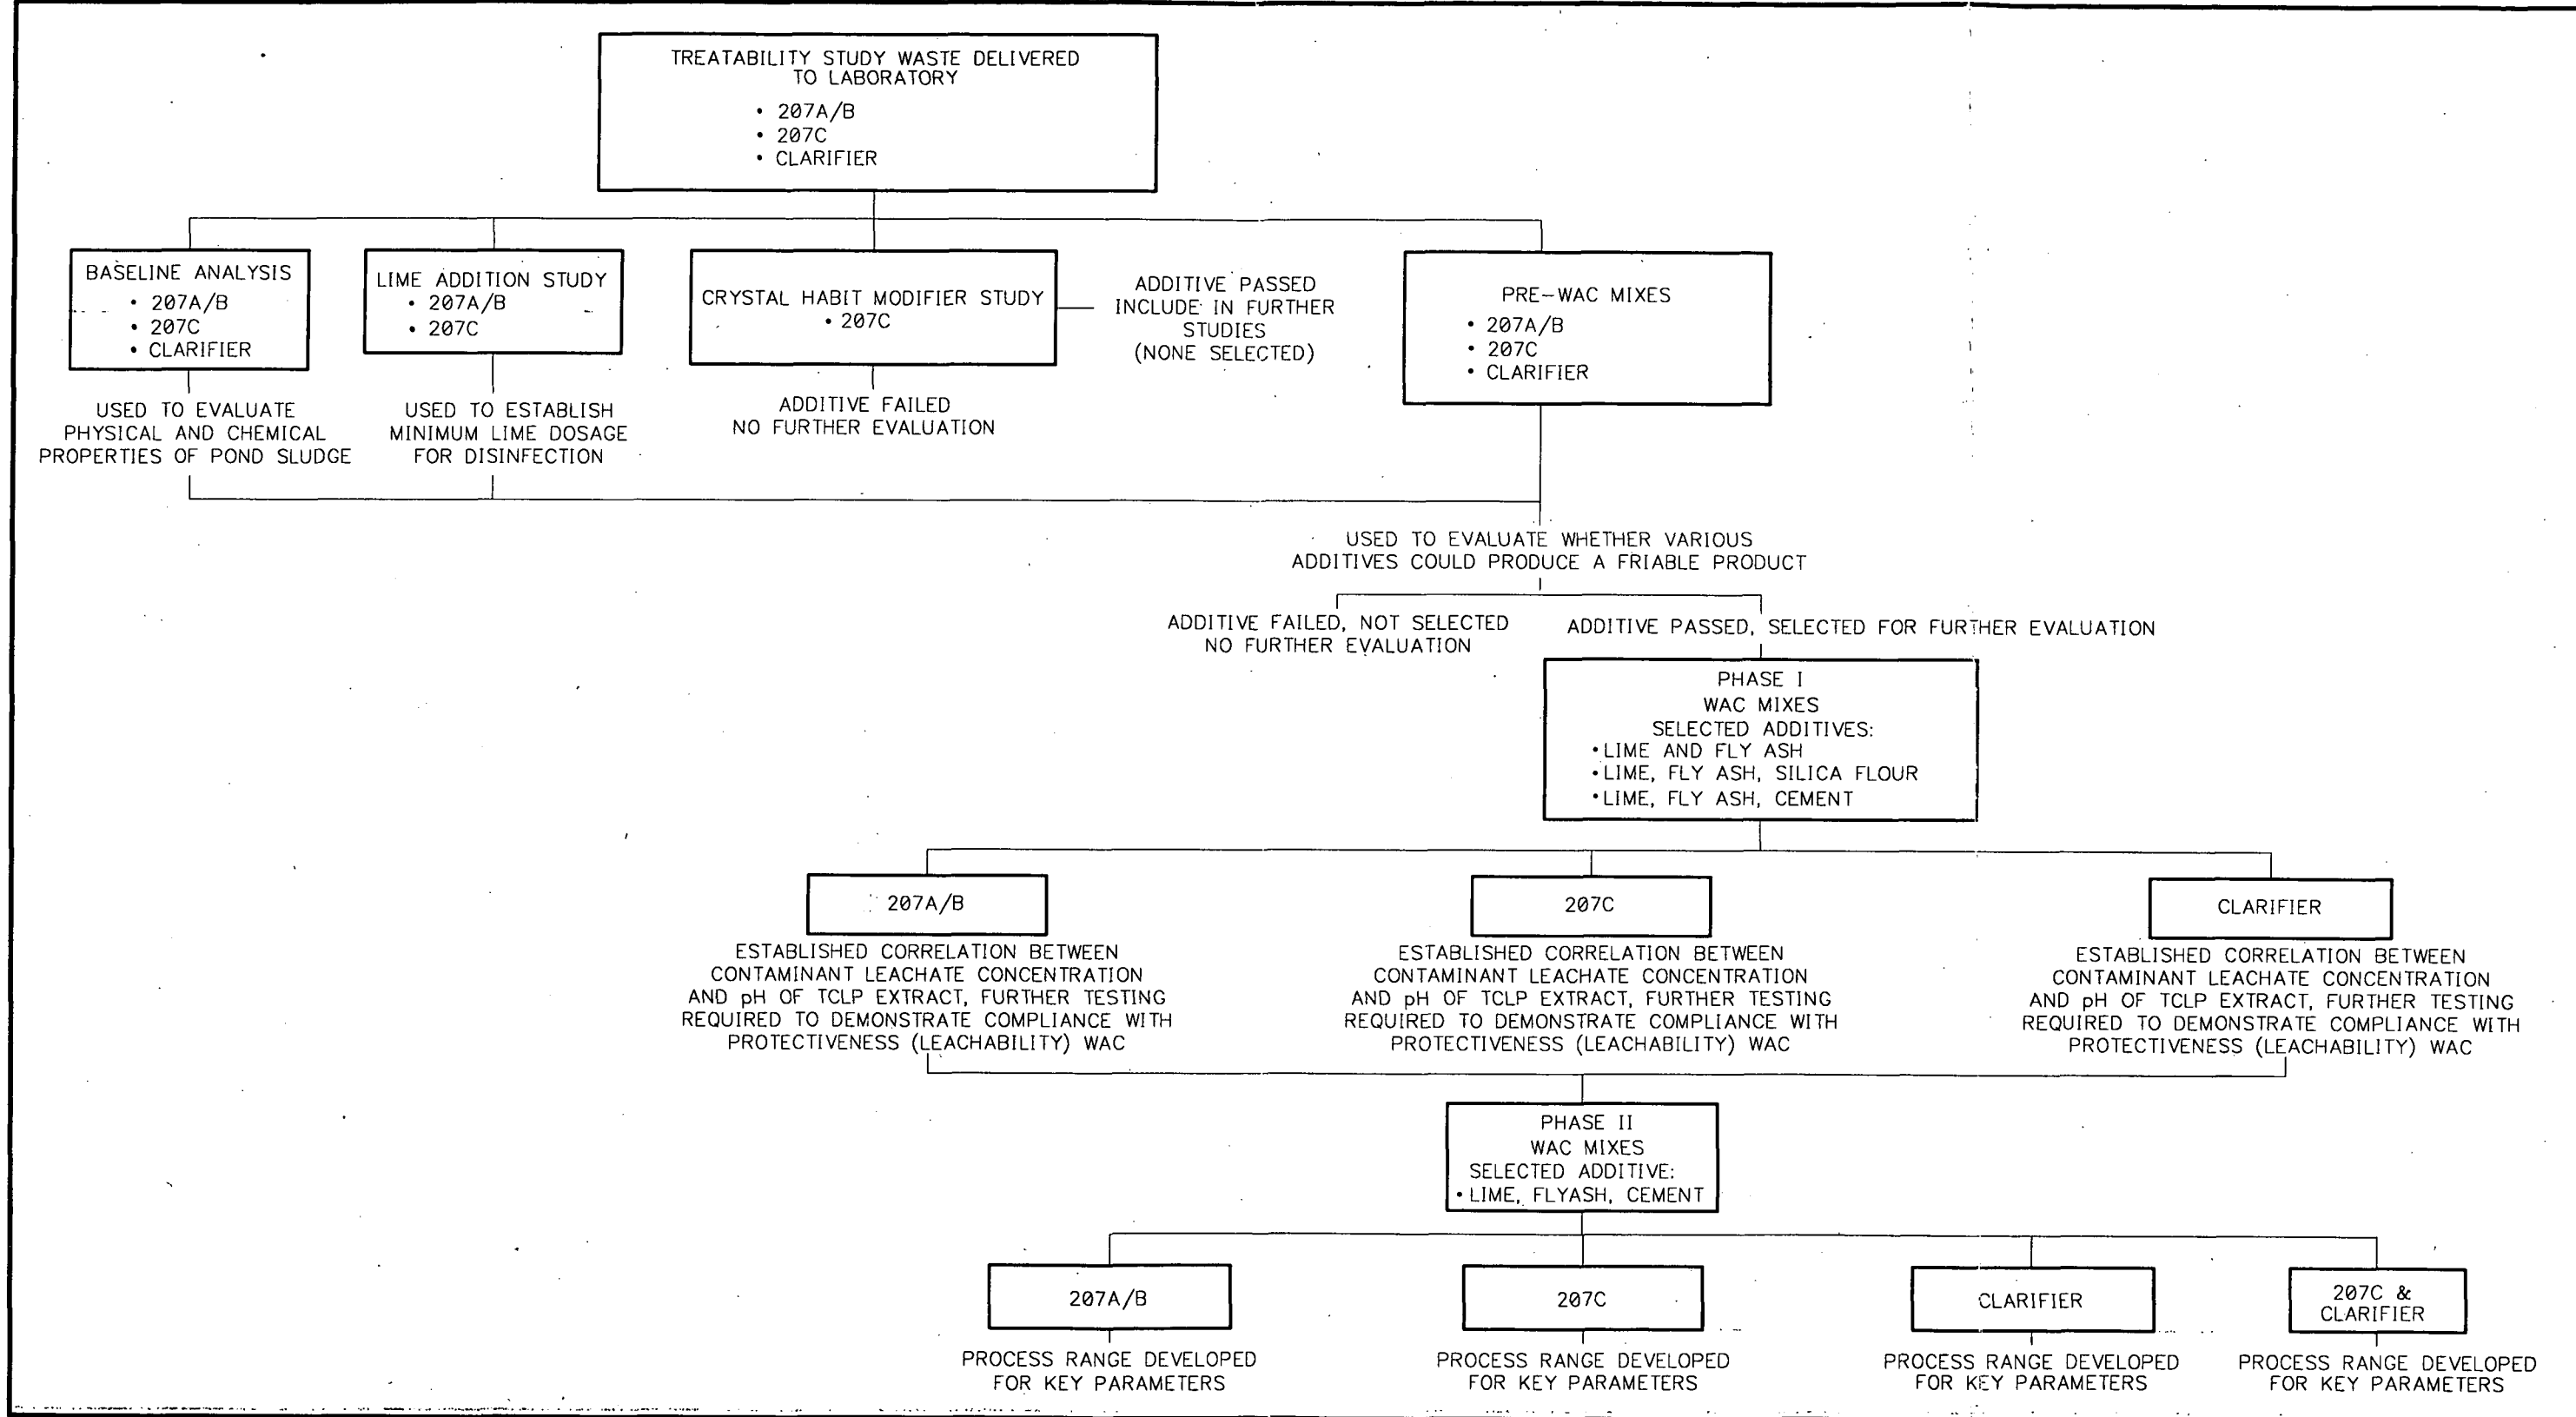 TREATABILITY STUDY WASTE DELIVERED
TO LABORATORY
• 207A/B
• 207C
• CLARIFIER
BASELINE ANALYSIS
• 207A/B
• 207C
• CLARIFIER
USED TO EVALUATE
PHYSICAL AND CHEMICAL
PROPERTIES OF POND SLUDGE
LIME ADDITION STUDY
• 207A/B
• 207C
USED TO ESTABLISH
MINIMUM LIME DOSAGE
FOR DISINFECTION
CRYSTAL HABIT MODIFIER STUDY
• 207C
ADDITIVE FAILED
NO FURTHER EVALUATION
ADDITIVE PASSED
INCLUDE IN FURTHER
STUDIES
(NONE SELECTED)
PRE-WAC MIXES
• 207A/B
• 207C
• CLARIFIER
USED TO EVALUATE WHETHER VARIOUS
ADDITIVES COULD PRODUCE A FRIABLE PRODUCT
ADDITIVE FAILED, NOT SELECTED
NO FURTHER EVALUATION
ADDITIVE PASSED, SELECTED FOR FURTHER EVALUATION
PHASE I
WAC MIXES
SELECTED ADDITIVES:
• LIME AND FLY ASH
• LIME, FLY ASH, SILICA FLOUR
• LIME, FLY ASH, CEMENT
207A/B
ESTABLISHED CORRELATION BETWEEN
CONTAMINANT LEACHATE CONCENTRATION
AND pH OF TCLP EXTRACT, FURTHER TESTING
REQUIRED TO DEMONSTRATE COMPLIANCE WITH
PROTECTIVENESS (LEACHABILITY) WAC
207C
ESTABLISHED CORRELATION BETWEEN
CONTAMINANT LEACHATE CONCENTRATION
AND pH OF TCLP EXTRACT, FURTHER TESTING
REQUIRED TO DEMONSTRATE COMPLIANCE WITH
PROTECTIVENESS (LEACHABILITY) WAC
CLARIFIER
ESTABLISHED CORRELATION BETWEEN
CONTAMINANT LEACHATE CONCENTRATION
AND pH OF TCLP EXTRACT, FURTHER TESTING
REQUIRED TO DEMONSTRATE COMPLIANCE WITH
PROTECTIVENESS (LEACHABILITY) WAC
PHASE II
WAC MIXES
SELECTED ADDITIVE:
• LIME, FLYASH, CEMENT
207A/B
PROCESS RANGE DEVELOPED
FOR KEY PARAMETERS
207C
PROCESS RANGE DEVELOPED
FOR KEY PARAMETERS
CLARIFIER
PROCESS RANGE DEVELOPED
FOR KEY PARAMETERS
207C &
CLARIFIER
PROCESS RANGE DEVELOPED
FOR KEY PARAMETERS